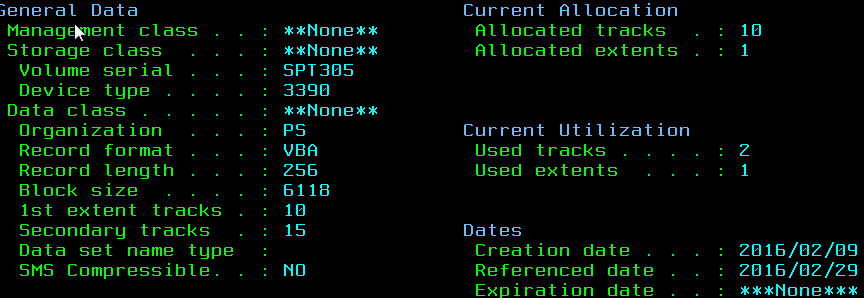 General Data
Management class . . : **None**
Storage class . . . : **None**
Volume serial . . . : SPT305
Device type . . . . : 3390
Data class . . . . . : **None**
Organization . . . : PS
Record format . . . : VBA
Record length . . . : 256
Block size . . . . : 6118
1st extent tracks . : 10
Secondary tracks . : 15
Data set name type :
SMS Compressible. . : NO
Current Allocation
Allocated tracks . : 10
Allocated extents . : 1
Current Utilization
Used tracks . . . . : 2
Used extents . . . : 1
Dates
Creation date . . . : 2016/02/09
Referenced date . . : 2016/02/29
Expiration date . . : ***None***